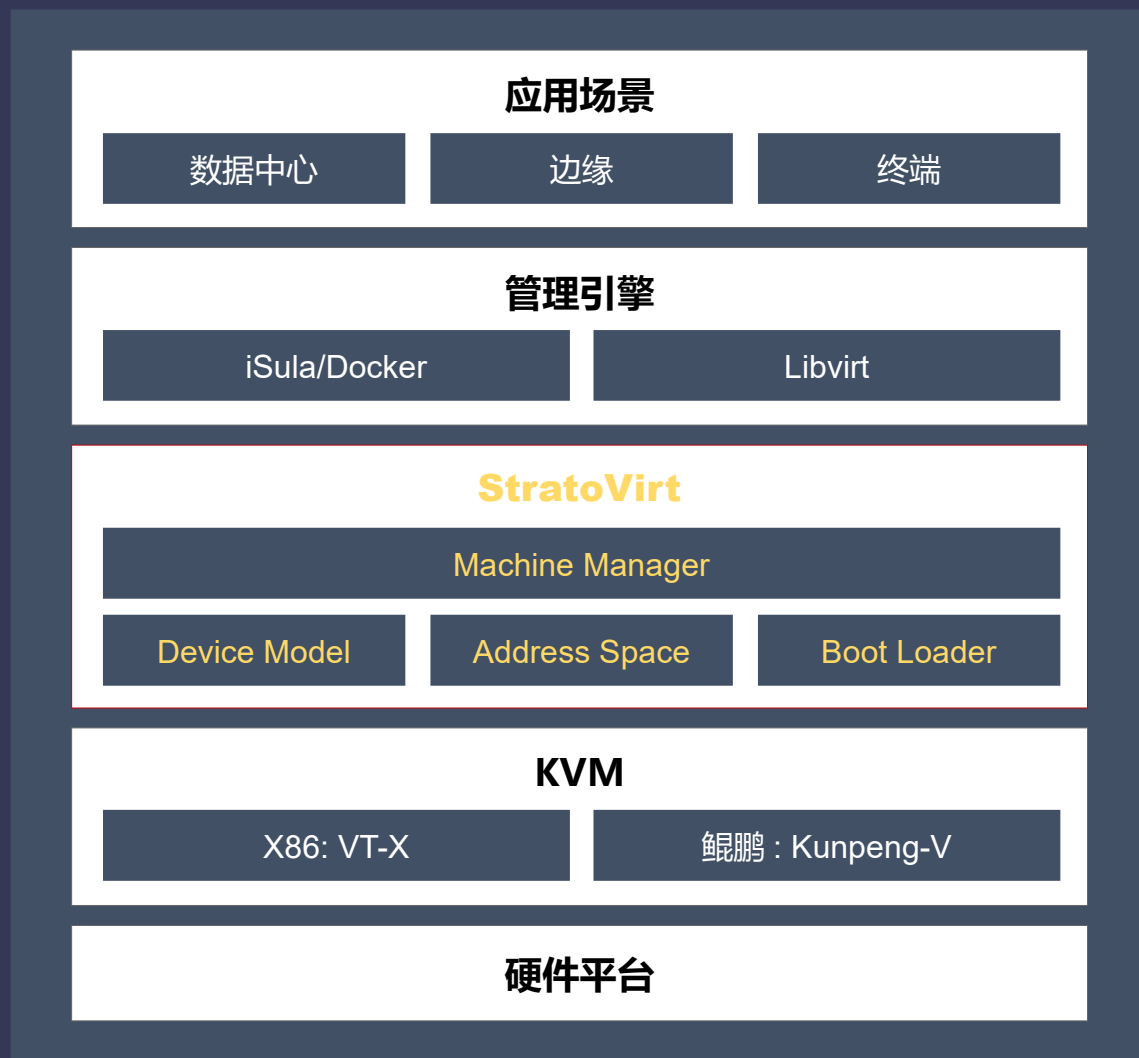 应用场景
数据中心
边缘
终端
管理引擎
iSula/Docker
Libvirt
StratoVirt
Machine Manager
Device Model
Address Space
Boot Loader
KVM
X86: VT-X
鲲鹏 : Kunpeng-V
硬件平台